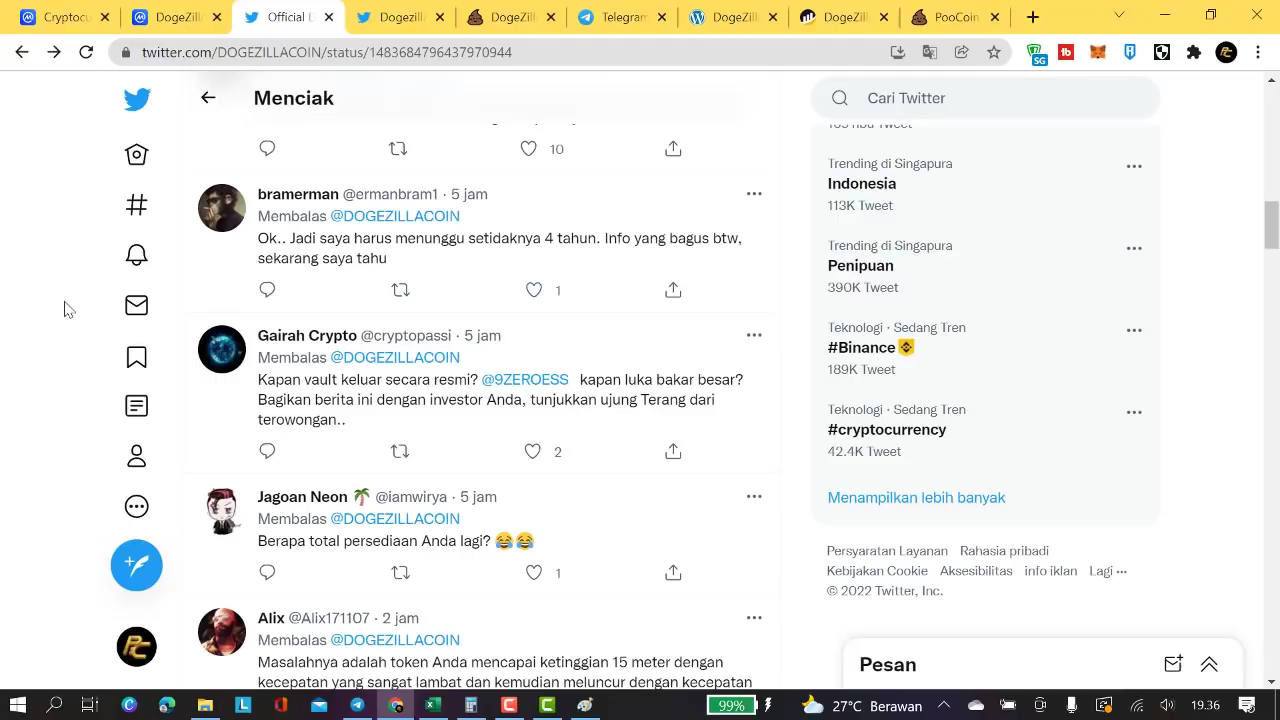 CoinMa
DogeZill
Official
DogeZill
DogeZill
Telegram
DogeZill
DogeZill
PooCoin
twitter.com/DOGEZILLACOIN/status/1483684796437970944
SG
tb
PC
Menciak
Cari Twitter
10
bramerman @ermanbram1 · 5 jam
Membalas @DOGEZILLACOIN
Ok.. Jadi saya harus menunggu setidaknya 4 tahun. Info yang bagus btw,
sekarang saya tahu
1
Gairah Crypto @cryptopassi · 5 jam
Membalas @DOGEZILLACOIN
Kapan vault keluar secara resmi? @9ZEROESS kapan luka bakar besar?
Bagikan berita ini dengan investor Anda, tunjukkan ujung Terang dari
terowongan..
2
Jagoan Neon 🌴 @iamwirya · 5 jam
Membalas @DOGEZILLACOIN
Berapa total persediaan Anda lagi? 😂😂
1
Alix @Alix171107 · 2 jam
Membalas @DOGEZILLACOIN
Masalahnya adalah token Anda mencapai ketinggian 15 meter dengan
kecepatan yang sangat lambat dan kemudian meluncur dengan kecepatan
Trending di Singapura
Indonesia
113K Tweet
Trending di Singapura
Penipuan
390K Tweet
Teknologi · Sedang Tren
#Binance
189K Tweet
Teknologi · Sedang Tren
#cryptocurrency
42.4K Tweet
Menampilkan lebih banyak
Persyaratan Layanan Rahasia pribadi
Kebijakan Cookie Aksesibilitas info iklan Lagi ···
© 2022 Twitter, Inc.
Pesan
PC
99%
27°C Berawan
19.36